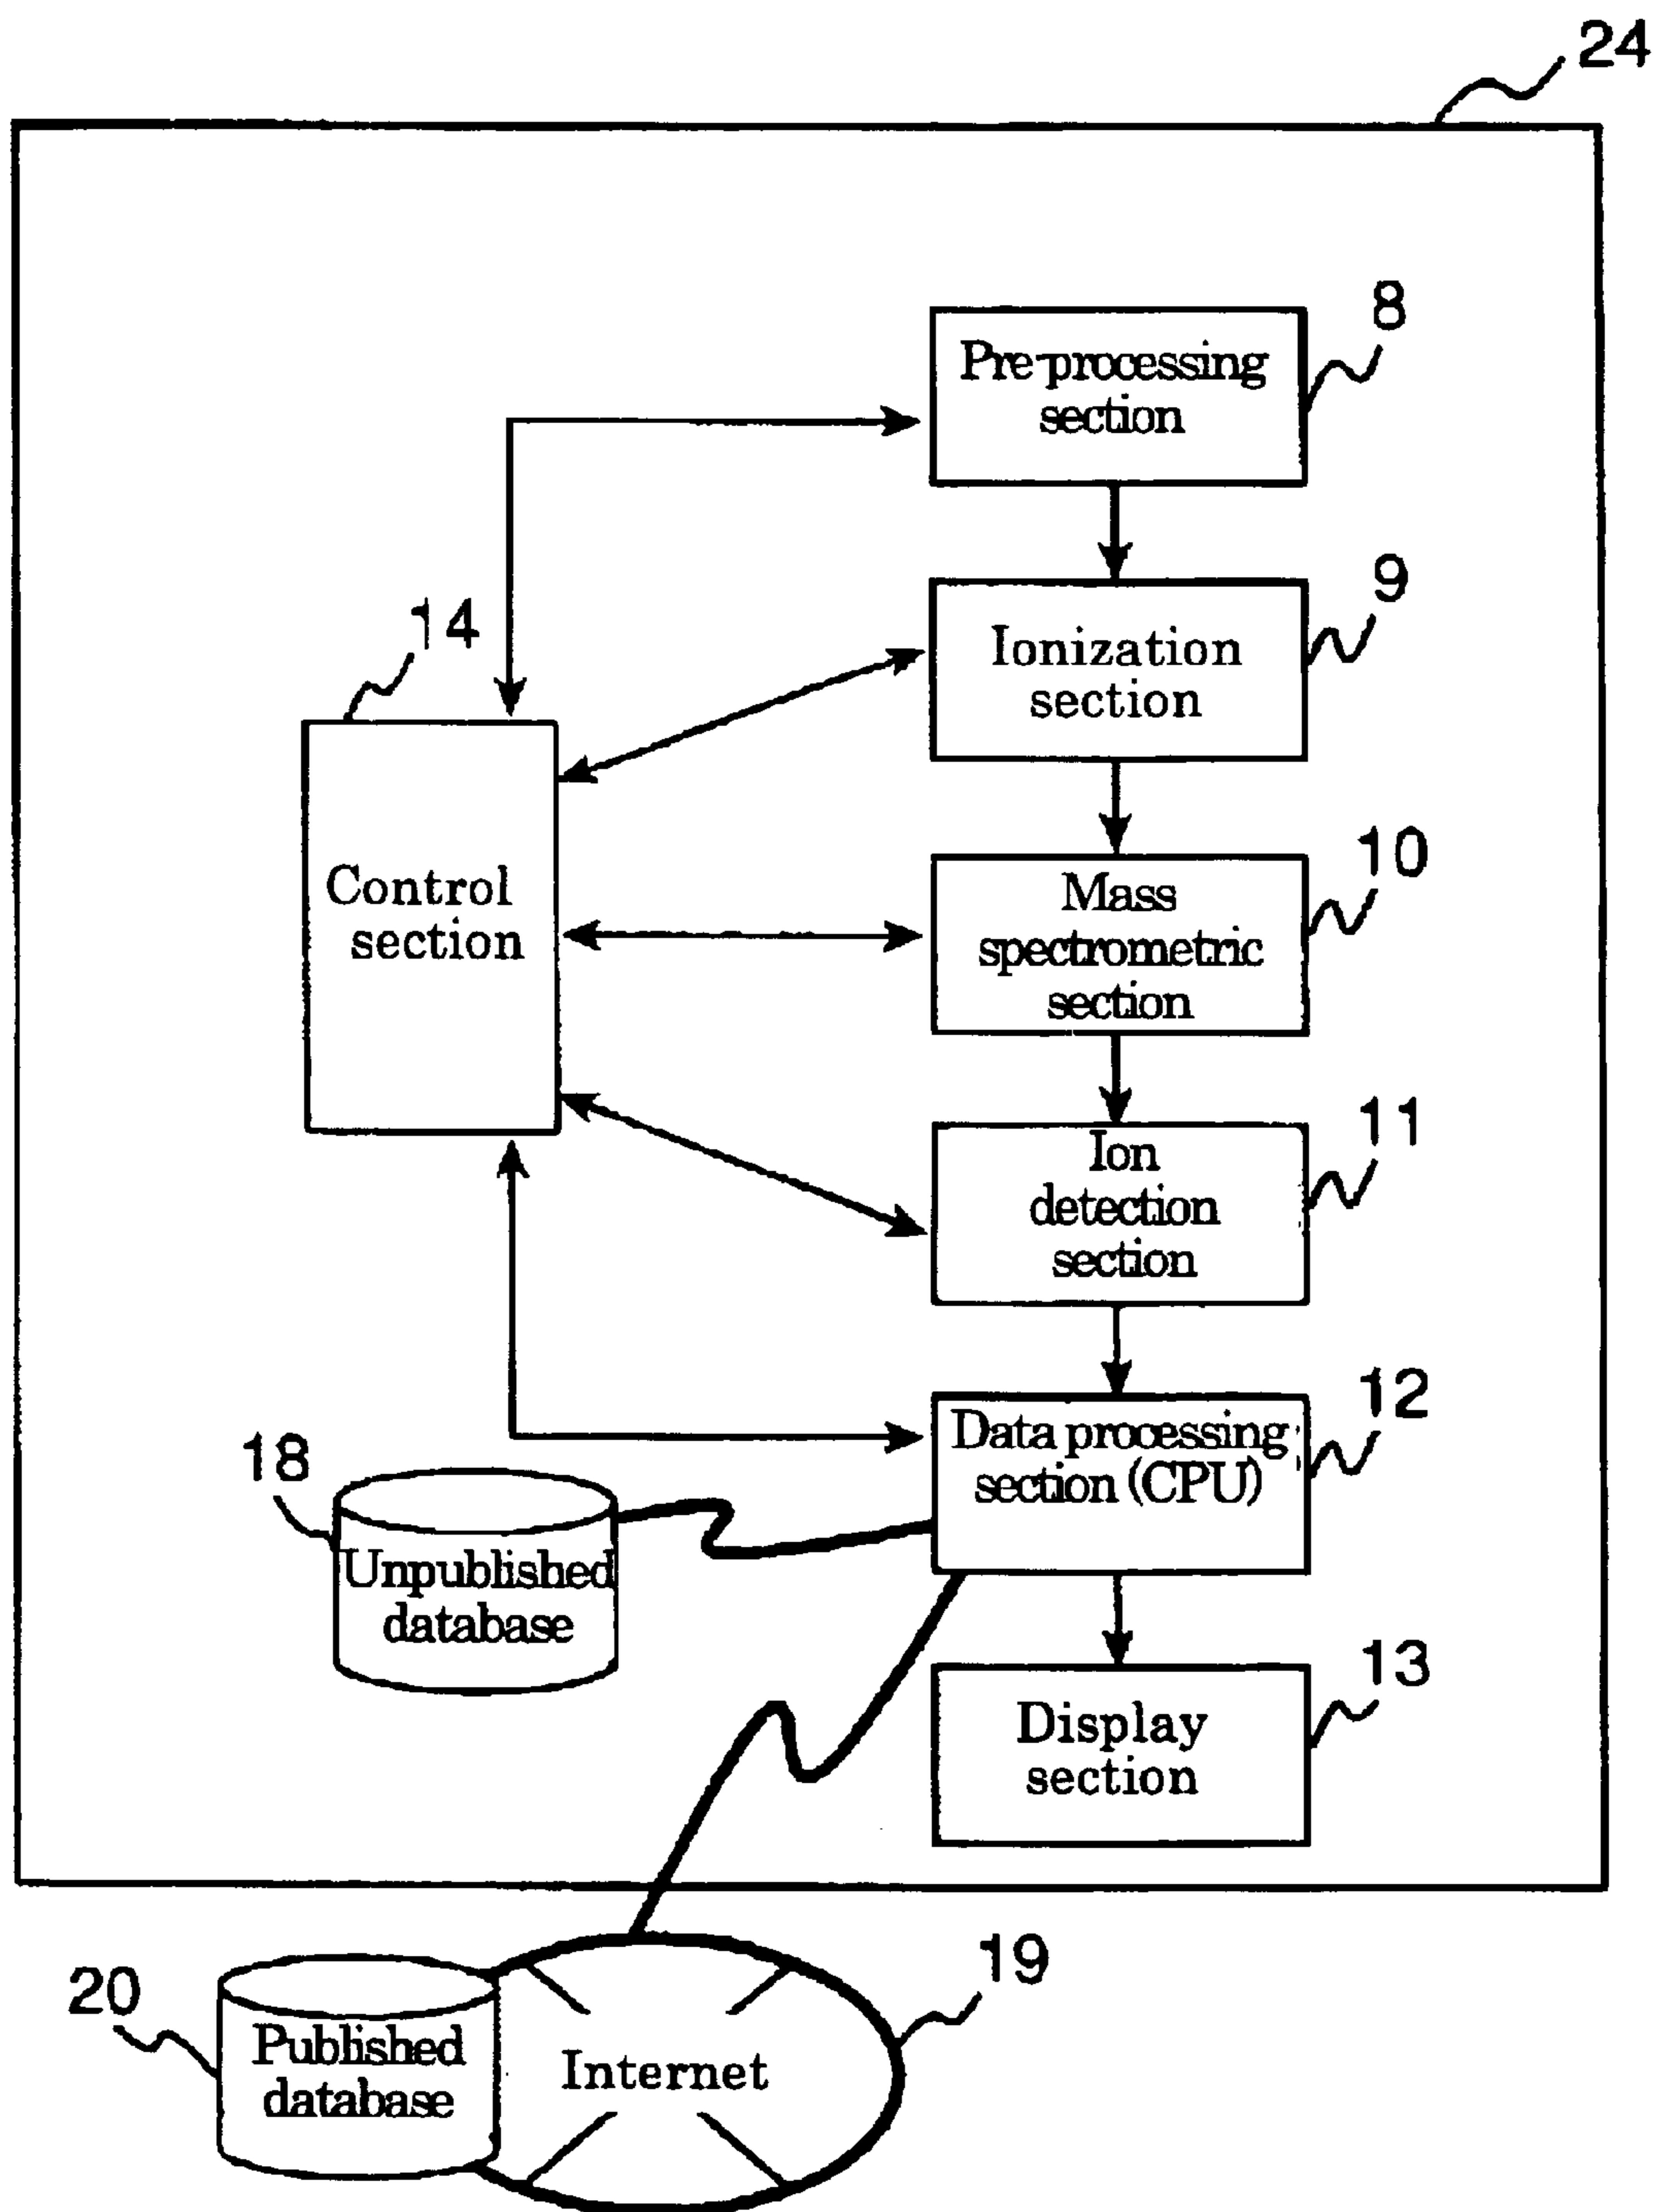 24
8
Pre-processing
section
9
Ionization
section
14
Control
section
10
Mass
spectrometric
section
11
Ion
detection
section
12
Data processing
section (CPU)
18
Unpublished
database
13
Display
section
19
20
Published
database
Internet